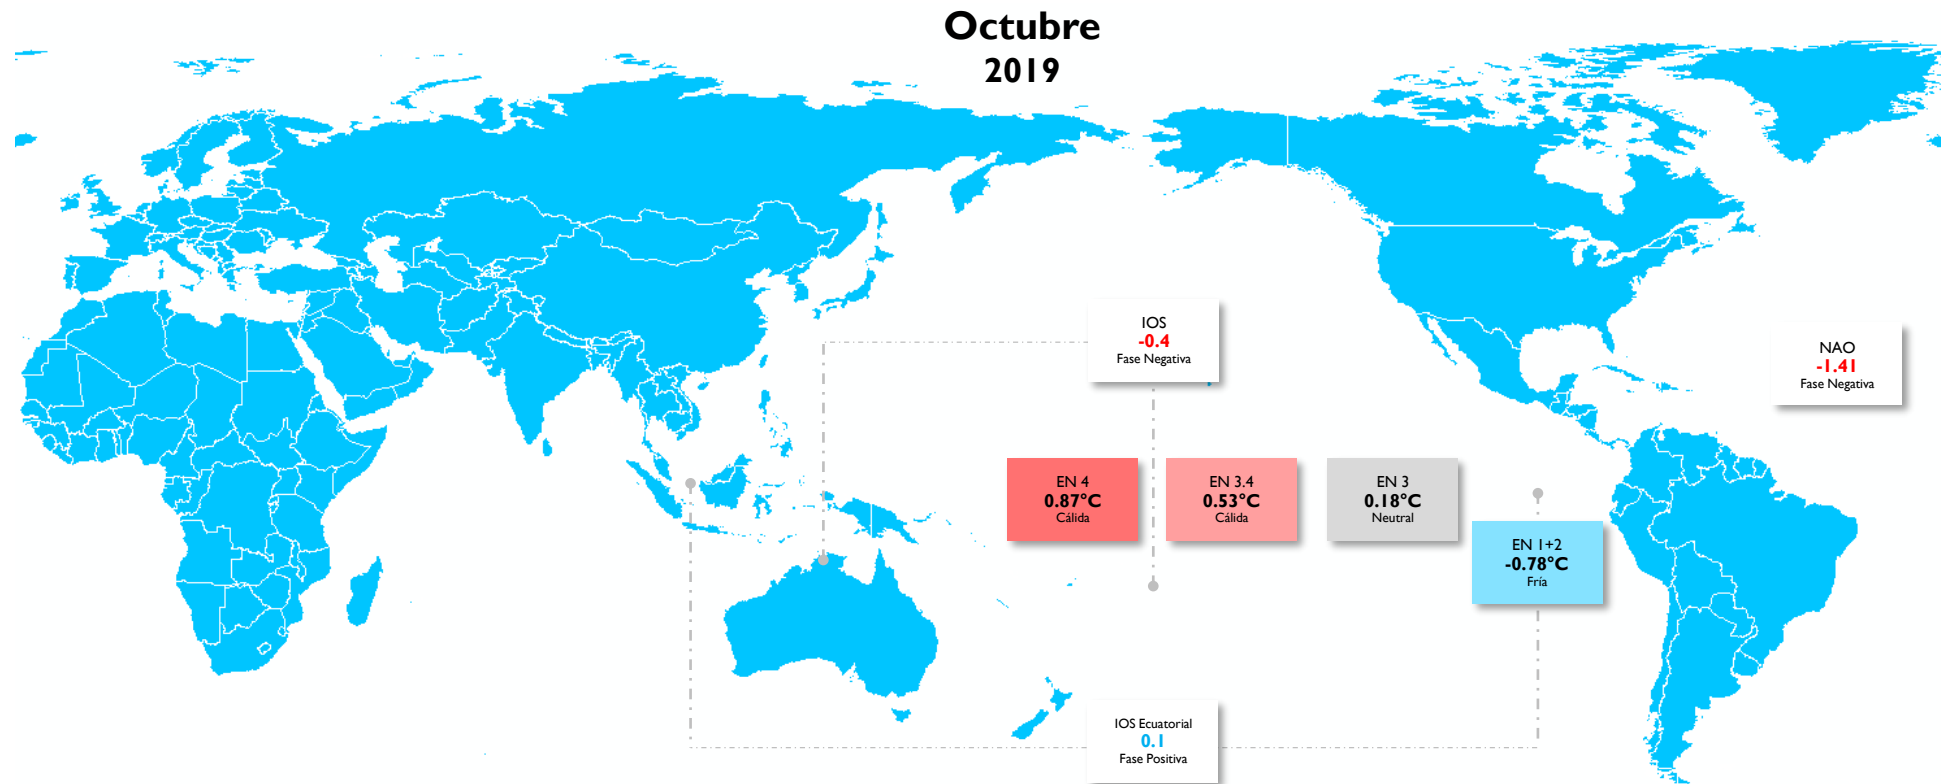 Octubre
2019
IOS
-0.4
Fase Negativa
NAO
-1.41
Fase Negativa
EN 4
0.87°C
Cálida
EN 3.4
0.53°C
Cálida
EN 3
0.18°C
Neutral
EN 1+2
-0.78°C
Fría
IOS Ecuatorial
0.1
Fase Positiva